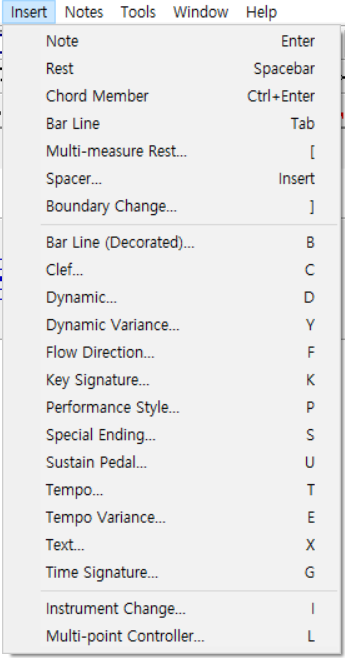 Insert Notes Tools Window Help
Note Enter
Rest Spacebar
Chord Member Ctrl+Enter
Bar Line Tab
Multi-measure Rest... [
Spacer... Insert
Boundary Change... ]
Bar Line (Decorated)... B
Clef... C
Dynamic... D
Dynamic Variance... Y
Flow Direction... F
Key Signature... K
Performance Style... P
Special Ending... S
Sustain Pedal... U
Tempo... T
Tempo Variance... E
Text... X
Time Signature... G
Instrument Change... I
Multi-point Controller... L